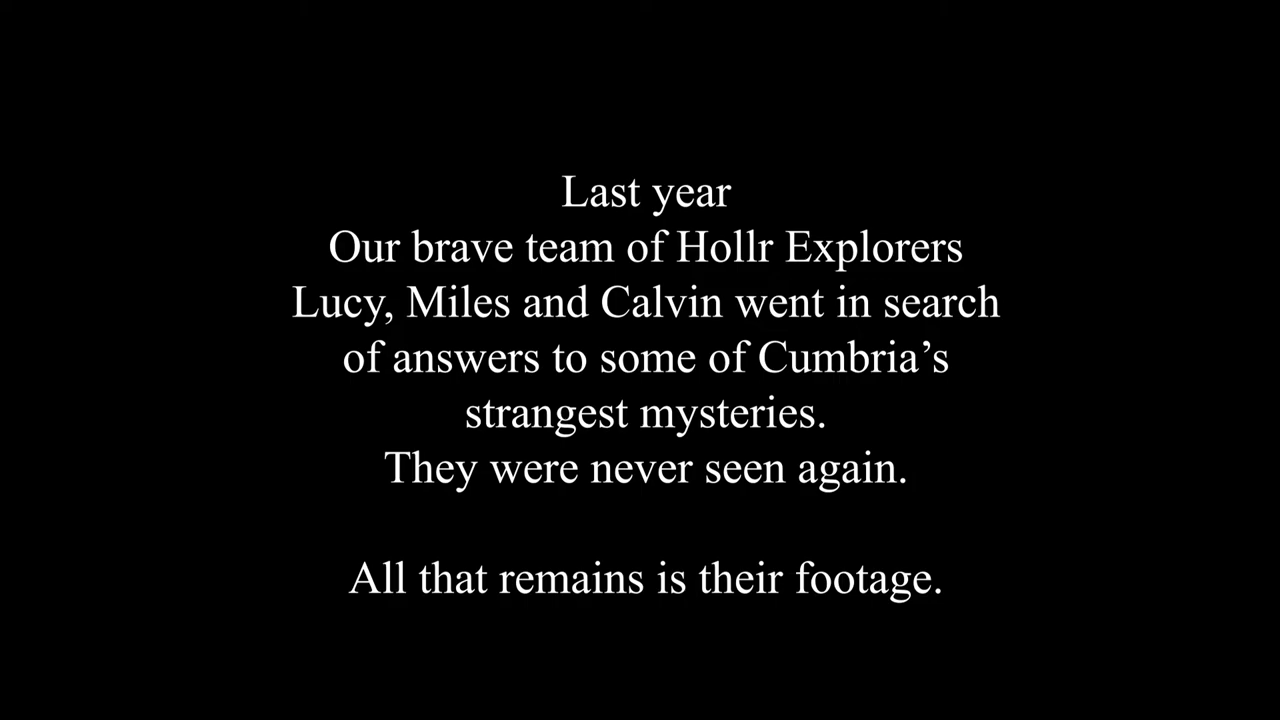 Last year
Our brave team of Hollr Explorers
Lucy, Miles and Calvin went in search
of answers to some of Cumbria’s
strangest mysteries.
They were never seen again.
All that remains is their footage.